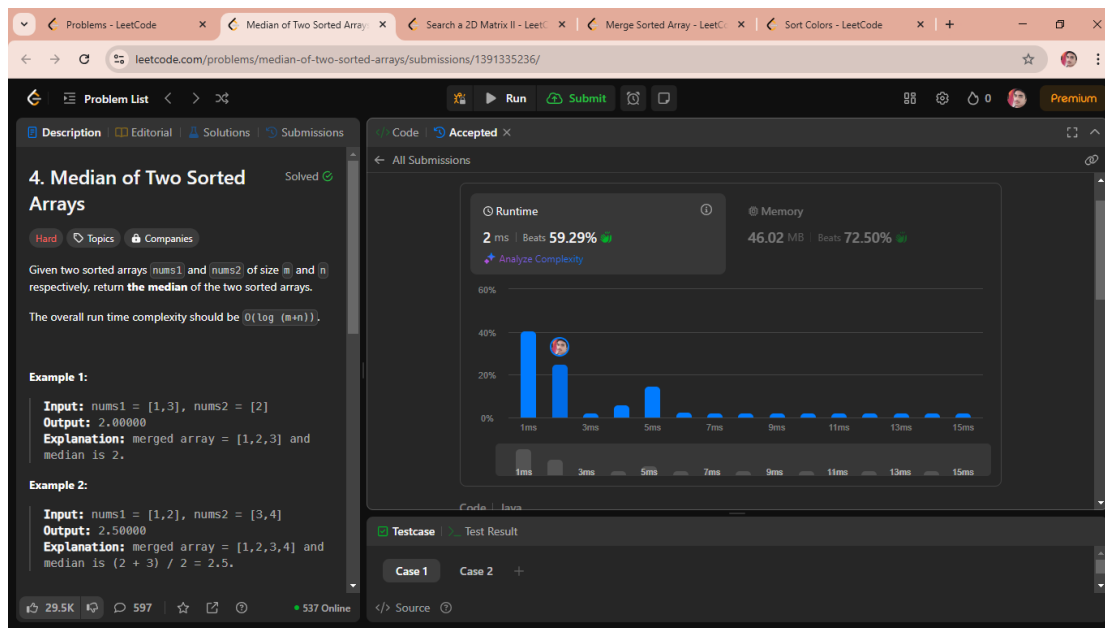 Problems - LeetCode
Median of Two Sorted Array
Search a 2D Matrix II - LeetC
Merge Sorted Array - LeetCo
Sort Colors - LeetCode
leetcode.com/problems/median-of-two-sorted-arrays/submissions/1391335236/
Problem List
Run
Submit
0
Premium
Description
Editorial
Solutions
Submissions
4. Median of Two Sorted
Arrays
Solved
Hard
Topics
Companies
Given two sorted arrays nums1 and nums2 of size m and n
respectively, return the median of the two sorted arrays.
The overall run time complexity should be O(log (m+n)).
Example 1:
Input: nums1 = [1,3], nums2 = [2]
Output: 2.00000
Explanation: merged array = [1,2,3] and
median is 2.
Example 2:
Input: nums1 = [1,2], nums2 = [3,4]
Output: 2.50000
Explanation: merged array = [1,2,3,4] and
median is (2 + 3) / 2 = 2.5.
29.5K
597
537 Online
</> Code
Accepted
All Submissions
Runtime
2 ms | Beats 59.29%
Analyze Complexity
Memory
46.02 MB | Beats 72.50%
60%
40%
20%
0%
1ms 3ms 5ms 7ms 9ms 11ms 13ms 15ms
1ms 3ms 5ms 7ms 9ms 11ms 13ms 15ms
Code | Java
Testcase
>_ Test Result
Case 1
Case 2
</> Source